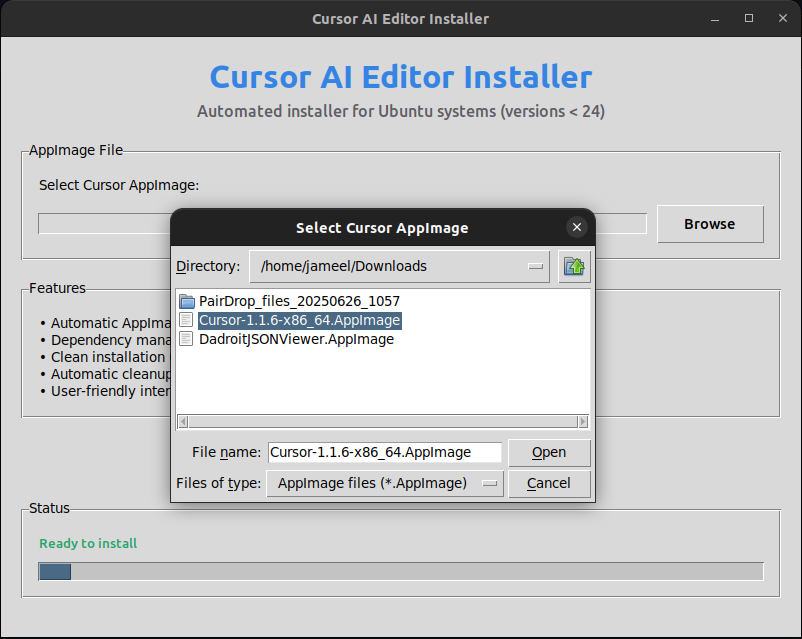 Cursor AI Editor Installer
Cursor AI Editor Installer
Automated installer for Ubuntu systems (versions < 24)
AppImage File
Select Cursor AppImage:
Browse
Select Cursor AppImage
Directory: /home/jameel/Downloads
PairDrop_files_20250626_1057
Cursor-1.1.6-x86_64.AppImage
DadroitJSONViewer.AppImage
File name: Cursor-1.1.6-x86_64.AppImage Open
Files of type: AppImage files (*.AppImage) Cancel
Features
• Automatic AppIma
• Dependency mana
• Clean installation
• Automatic cleanup
• User-friendly inter
Status
Ready to install